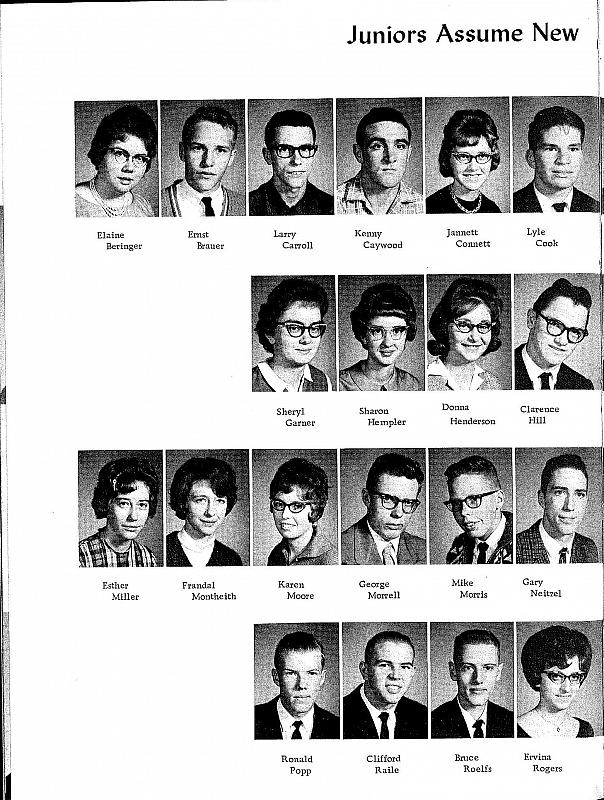 Juniors Assume New
Elaine Ernst Larry Kenny Jannett Lyle
Beringer Brauer Carroll Caywood Connett Cook
Sheryl Sharon Donna Clarence
Garner Hempler Henderson Hill
Esther Frandal Karen George Mike Gary
Miller Montheith Moore Morrell Morris Neitzel
Ronald Clifford Bruce Ervina
Popp Raile Roelfs Rogers